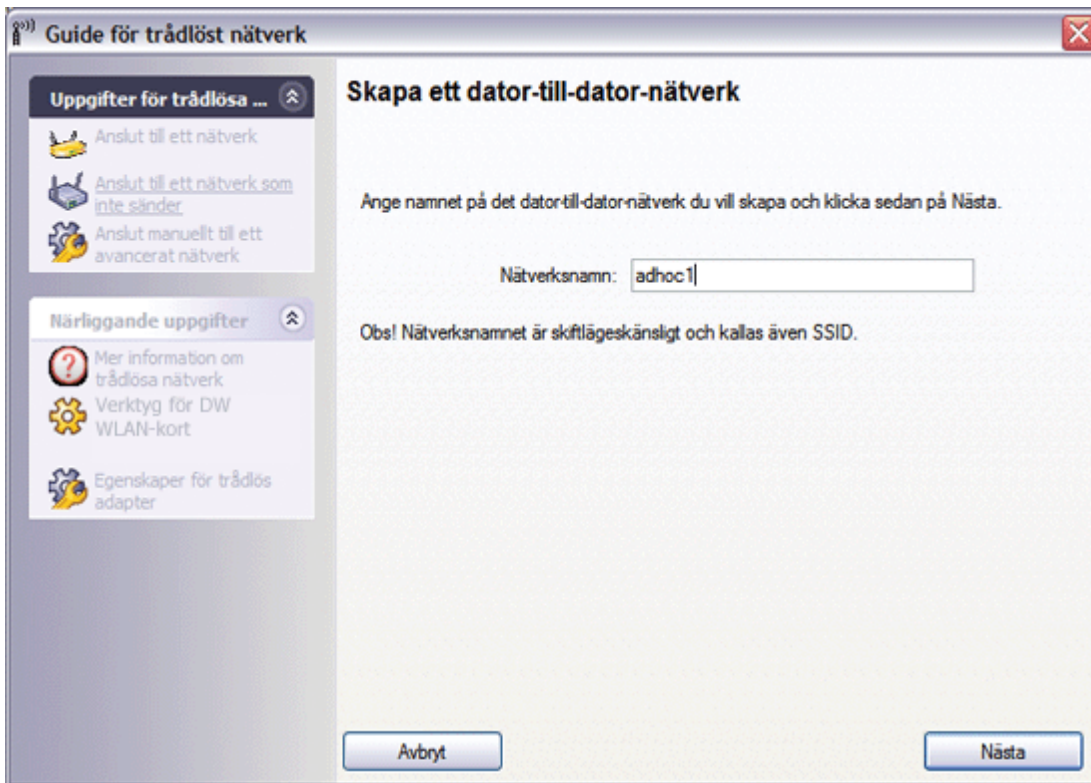 Guide för trådlöst nätverk
Uppgifter för trådlösa ...
Anslut till ett nätverk
Anslut till ett nätverk som
inte sänder
Anslut manuellt till ett
avancerat nätverk
Närliggande uppgifter
Mer information om
trådlösa nätverk
Verktyg för DW
WLAN-kort
Egenskaper för trådlös
adapter
Skapa ett dator-till-dator-nätverk
Ange namnet på det dator-till-dator-nätverk du vill skapa och klicka sedan på Nästa.
Nätverksnamn: adhoc1
Obs! Nätverksnamnet är skiftlägeskänsligt och kallas även SSID.
Avbryt
Nästa